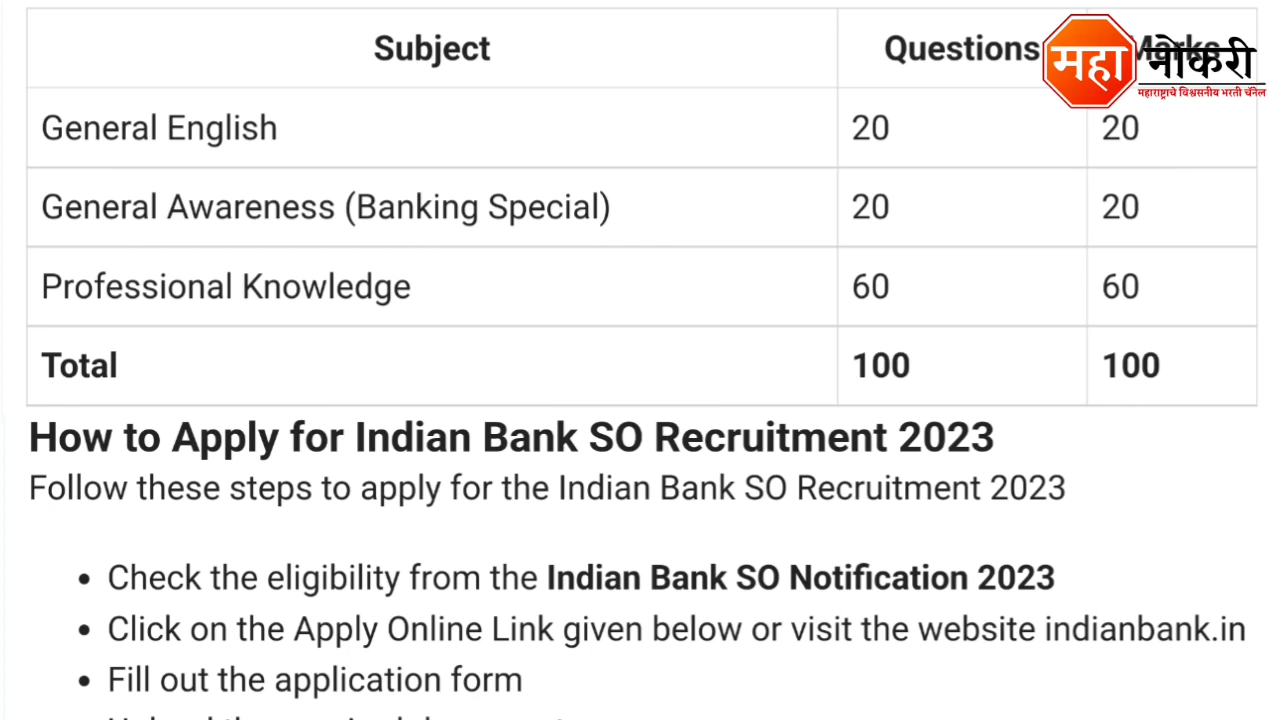 Subject Questions Marks
महा नोकरी
महाराष्ट्राचे विश्वसनीय भरती चॅनेल
General English 20 20
General Awareness (Banking Special) 20 20
Professional Knowledge 60 60
Total 100 100
How to Apply for Indian Bank SO Recruitment 2023
Follow these steps to apply for the Indian Bank SO Recruitment 2023
• Check the eligibility from the Indian Bank SO Notification 2023
• Click on the Apply Online Link given below or visit the website indianbank.in
• Fill out the application form